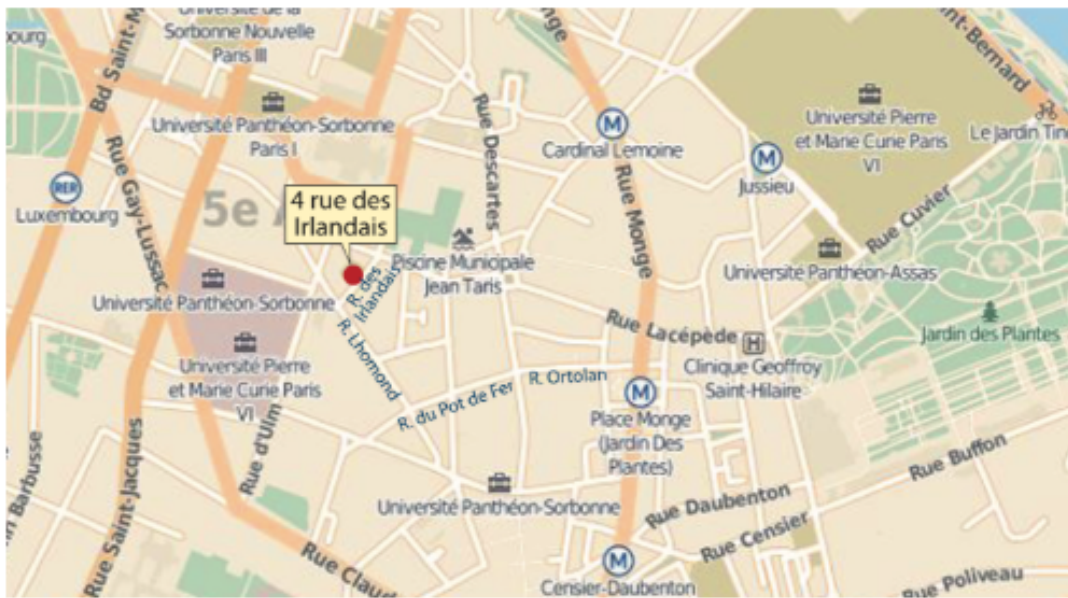 Université de la
Sorbonne Nouvelle
Paris III
Bd Saint-M
Monge
Saint-Bernard
Université Panthéon-Sorbonne
Paris I
Rue Descartes
M
Cardinal Lemoine
M
Jussieu
Université Pierre
et Marie Curie Paris
VI
Le Jardin Tino
RER
Luxembourg
Rue Gay-Lussac
5e A
4 rue des
Irlandais
Rue Monge
Rue Cuvier
Piscine Municipale
Jean Taris
Université Panthéon-Assas
Université Panthéon-Sorbonne
R. des
Irlandais
R. Lhomond
Rue Lacépède
H
Clinique Geoffroy
Saint-Hilaire
Jardin des Plantes
Université Pierre
et Marie Curie Paris
VI
R. du Pot de Fer
R. Ortolan
M
Place Monge
(Jardin Des
Plantes)
Rue d'Ulm
Rue Saint-Jacques
Barbusse
Université Panthéon-Sorbonne
Rue Daubenton
Rue Buffon
Rue Censier
M
Censier-Daubenton
Rue Claud
Rue Poliveau